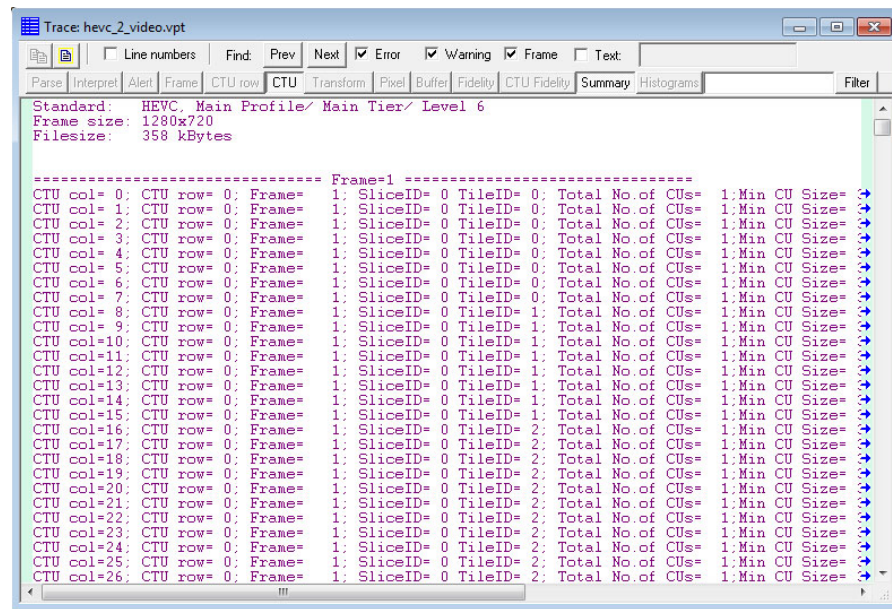 Trace: hevc_2_video.vpt
Line numbers Find: Prev Next Error Warning Frame Text:
Parse Interpret Alert Frame CTU row CTU Transform Pixel Buffer Fidelity CTU Fidelity Summary Histograms Filter
Standard: HEVC, Main Profile/ Main Tier/ Level 6
Frame size: 1280x720
Filesize: 358 kBytes
================================ Frame=1 ================================
CTU col= 0; CTU row= 0; Frame= 1; SliceID= 0 TileID= 0; Total No.of CUs= 1;Min CU Size=
CTU col= 1; CTU row= 0; Frame= 1; SliceID= 0 TileID= 0; Total No.of CUs= 1;Min CU Size=
CTU col= 2; CTU row= 0; Frame= 1; SliceID= 0 TileID= 0; Total No.of CUs= 1;Min CU Size=
CTU col= 3; CTU row= 0; Frame= 1; SliceID= 0 TileID= 0; Total No.of CUs= 1;Min CU Size=
CTU col= 4; CTU row= 0; Frame= 1; SliceID= 0 TileID= 0; Total No.of CUs= 1;Min CU Size=
CTU col= 5; CTU row= 0; Frame= 1; SliceID= 0 TileID= 0; Total No.of CUs= 1;Min CU Size=
CTU col= 6; CTU row= 0; Frame= 1; SliceID= 0 TileID= 0; Total No.of CUs= 1;Min CU Size=
CTU col= 7; CTU row= 0; Frame= 1; SliceID= 0 TileID= 0; Total No.of CUs= 1;Min CU Size=
CTU col= 8; CTU row= 0; Frame= 1; SliceID= 0 TileID= 1; Total No.of CUs= 1;Min CU Size=
CTU col= 9; CTU row= 0; Frame= 1; SliceID= 0 TileID= 1; Total No.of CUs= 1;Min CU Size=
CTU col=10; CTU row= 0; Frame= 1; SliceID= 0 TileID= 1; Total No.of CUs= 1;Min CU Size=
CTU col=11; CTU row= 0; Frame= 1; SliceID= 0 TileID= 1; Total No.of CUs= 1;Min CU Size=
CTU col=12; CTU row= 0; Frame= 1; SliceID= 0 TileID= 1; Total No.of CUs= 1;Min CU Size=
CTU col=13; CTU row= 0; Frame= 1; SliceID= 0 TileID= 1; Total No.of CUs= 1;Min CU Size=
CTU col=14; CTU row= 0; Frame= 1; SliceID= 0 TileID= 1; Total No.of CUs= 1;Min CU Size=
CTU col=15; CTU row= 0; Frame= 1; SliceID= 0 TileID= 1; Total No.of CUs= 1;Min CU Size=
CTU col=16; CTU row= 0; Frame= 1; SliceID= 0 TileID= 2; Total No.of CUs= 1;Min CU Size=
CTU col=17; CTU row= 0; Frame= 1; SliceID= 0 TileID= 2; Total No.of CUs= 1;Min CU Size=
CTU col=18; CTU row= 0; Frame= 1; SliceID= 0 TileID= 2; Total No.of CUs= 1;Min CU Size=
CTU col=19; CTU row= 0; Frame= 1; SliceID= 0 TileID= 2; Total No.of CUs= 1;Min CU Size=
CTU col=20; CTU row= 0; Frame= 1; SliceID= 0 TileID= 2; Total No.of CUs= 1;Min CU Size=
CTU col=21; CTU row= 0; Frame= 1; SliceID= 0 TileID= 2; Total No.of CUs= 1;Min CU Size=
CTU col=22; CTU row= 0; Frame= 1; SliceID= 0 TileID= 2; Total No.of CUs= 1;Min CU Size=
CTU col=23; CTU row= 0; Frame= 1; SliceID= 0 TileID= 2; Total No.of CUs= 1;Min CU Size=
CTU col=24; CTU row= 0; Frame= 1; SliceID= 0 TileID= 2; Total No.of CUs= 1;Min CU Size=
CTU col=25; CTU row= 0; Frame= 1; SliceID= 0 TileID= 2; Total No.of CUs= 1;Min CU Size=
CTU col=26; CTU row= 0; Frame= 1; SliceID= 0 TileID= 2; Total No.of CUs= 1;Min CU Size=